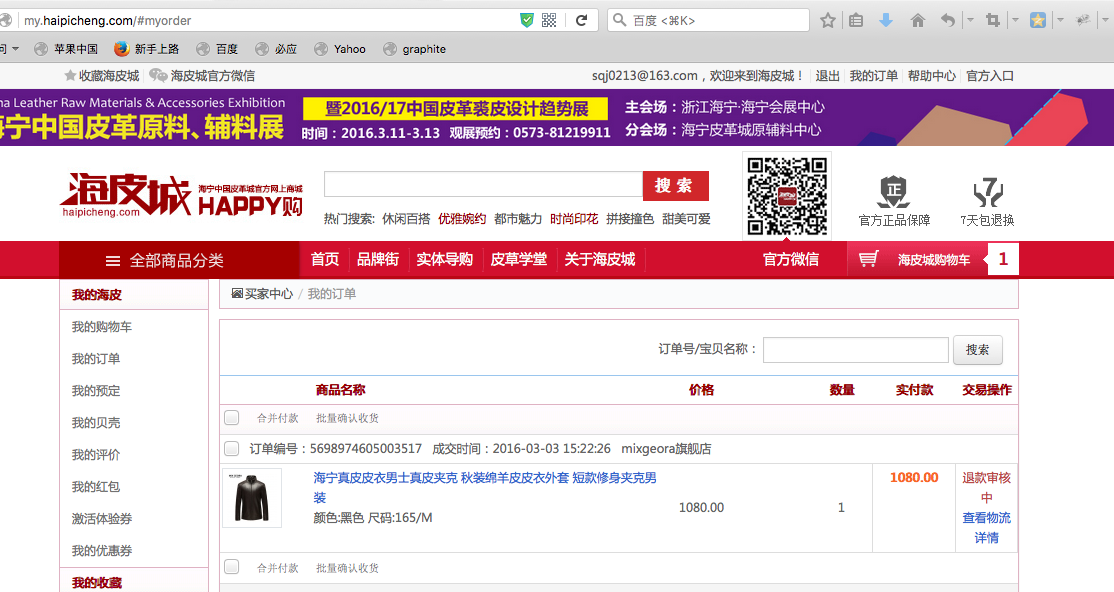 my.haipicheng.com/#myorder
百度 <⌘K>
问 苹果中国 新手上路 百度 必应 Yahoo graphite
收藏海皮城 海皮城官方微信 sqj0213@163.com，欢迎来到海皮城！ 退出 我的订单 帮助中心 官方入口
na Leather Raw Materials & Accessories Exhibition
海宁中国皮革原料、辅料展
暨2016/17中国皮革裘皮设计趋势展
时间：2016.3.11-3.13 观展预约：0573-81219911
主会场：浙江海宁·海宁会展中心
分会场：海宁皮革城原辅料中心
海皮城
haipicheng.com
海宁中国皮革城官方网上商城
HAPPY购
搜 索
热门搜索: 休闲百搭 优雅婉约 都市魅力 时尚印花 拼接撞色 甜美可爱
正
官方正品保障
7
7天包退换
全部商品分类 首页 品牌街 实体导购 皮草学堂 关于海皮城 官方微信 海皮城购物车 1
我的海皮
我的购物车
我的订单
我的预定
我的贝壳
我的评价
我的红包
激活体验券
我的优惠券
我的收藏
买家中心 / 我的订单
订单号/宝贝名称： 搜索
商品名称 价格 数量 实付款 交易操作
合并付款 批量确认收货
订单编号：5698974605003517 成交时间：2016-03-03 15:22:26 mixgeora旗舰店
海宁真皮皮衣男士真皮夹克 秋装绵羊皮皮衣外套 短款修身夹克男
装
颜色:黑色 尺码:165/M
1080.00
1
1080.00
退款审核
中
查看物流
详情
合并付款 批量确认收货